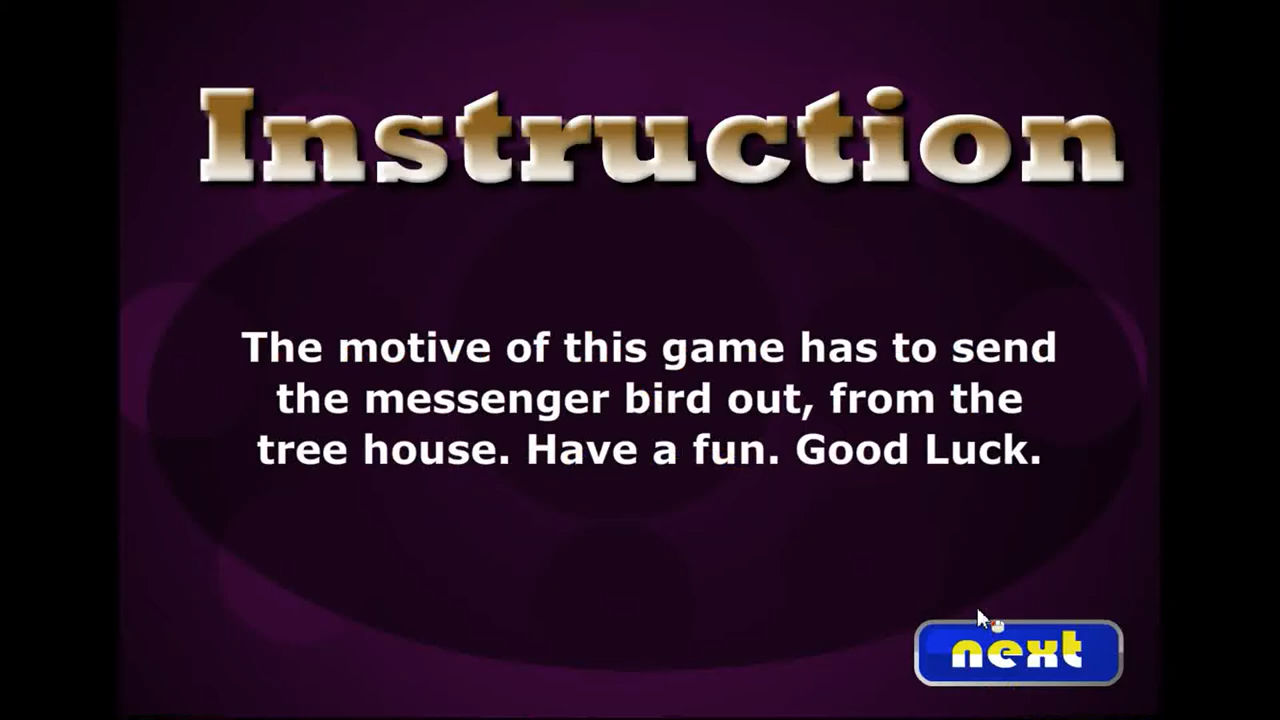 Instruction
The motive of this game has to send
the messenger bird out, from the
tree house. Have a fun. Good Luck.
next